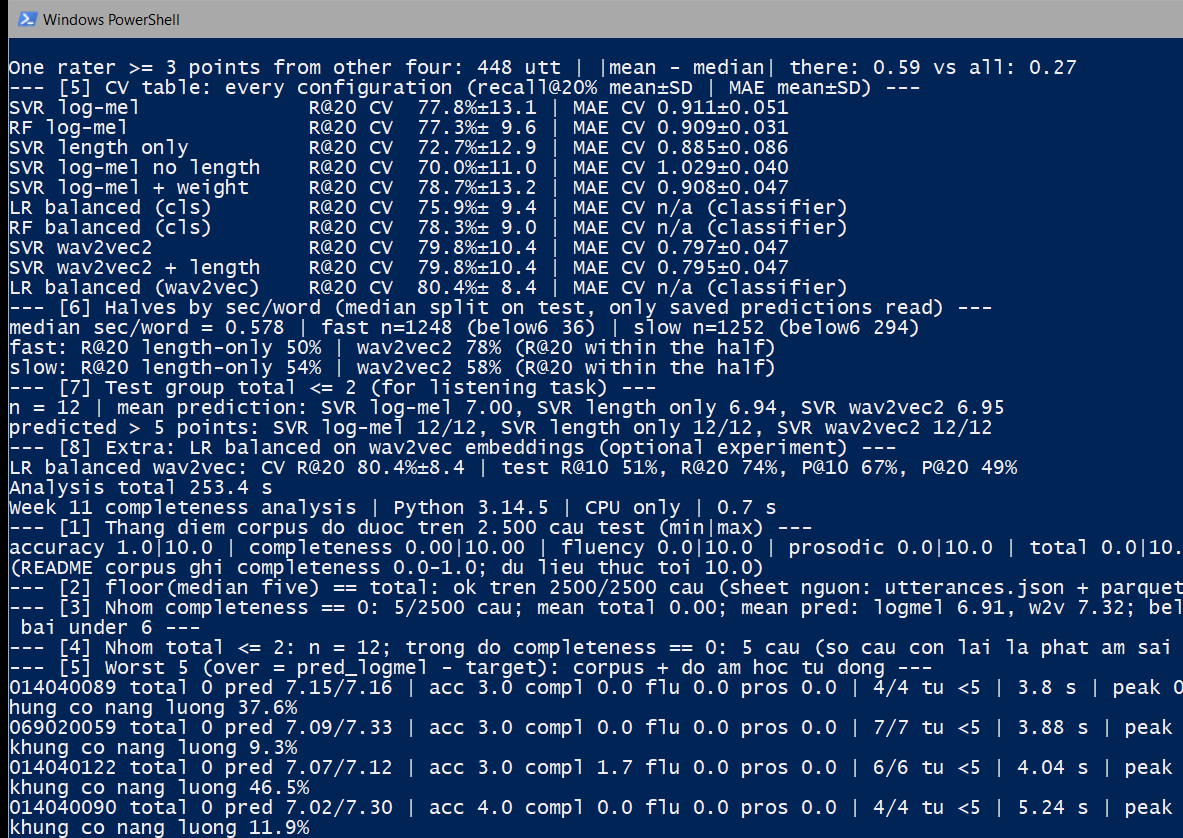 Windows PowerShell
One rater >= 3 points from other four: 448 utt | |mean - median| there: 0.59 vs all: 0.27
--- [5] CV table: every configuration (recall@20% mean±SD | MAE mean±SD) ---
SVR log-mel R@20 CV 77.8%±13.1 | MAE CV 0.911±0.051
RF log-mel R@20 CV 77.3%± 9.6 | MAE CV 0.909±0.031
SVR length only R@20 CV 72.7%±12.9 | MAE CV 0.885±0.086
SVR log-mel no length R@20 CV 70.0%±11.0 | MAE CV 1.029±0.040
SVR log-mel + weight R@20 CV 78.7%±13.2 | MAE CV 0.908±0.047
LR balanced (cls) R@20 CV 75.9%± 9.4 | MAE CV n/a (classifier)
RF balanced (cls) R@20 CV 78.3%± 9.0 | MAE CV n/a (classifier)
SVR wav2vec2 R@20 CV 79.8%±10.4 | MAE CV 0.797±0.047
SVR wav2vec2 + length R@20 CV 79.8%±10.4 | MAE CV 0.795±0.047
LR balanced (wav2vec) R@20 CV 80.4%± 8.4 | MAE CV n/a (classifier)
--- [6] Halves by sec/word (median split on test, only saved predictions read) ---
median sec/word = 0.578 | fast n=1248 (below6 36) | slow n=1252 (below6 294)
fast: R@20 length-only 50% | wav2vec2 78% (R@20 within the half)
slow: R@20 length-only 54% | wav2vec2 58% (R@20 within the half)
--- [7] Test group total <= 2 (for listening task) ---
n = 12 | mean prediction: SVR log-mel 7.00, SVR length only 6.94, SVR wav2vec2 6.95
predicted > 5 points: SVR log-mel 12/12, SVR length only 12/12, SVR wav2vec2 12/12
--- [8] Extra: LR balanced on wav2vec embeddings (optional experiment) ---
LR balanced wav2vec: CV R@20 80.4%±8.4 | test R@10 51%, R@20 74%, P@10 67%, P@20 49%
Analysis total 253.4 s
Week 11 completeness analysis | Python 3.14.5 | CPU only | 0.7 s
--- [1] Thang diem corpus do duoc tren 2.500 cau test (min|max) ---
accuracy 1.0|10.0 | completeness 0.00|10.00 | fluency 0.0|10.0 | prosodic 0.0|10.0 | total 0.0|10.
(README corpus ghi completeness 0.0-1.0; du lieu thuc toi 10.0)
--- [2] floor(median five) == total: ok tren 2500/2500 cau (sheet nguon: utterances.json + parquet
--- [3] Nhom completeness == 0: 5/2500 cau; mean total 0.00; mean pred: logmel 6.91, w2v 7.32; bel
bai under 6 ---
--- [4] Nhom total <= 2: n = 12; trong do completeness == 0: 5 cau (so cau con lai la phat am sai
--- [5] Worst 5 (over = pred_logmel - target): corpus + do am hoc tu dong ---
014040089 total 0 pred 7.15/7.16 | acc 3.0 compl 0.0 flu 0.0 pros 0.0 | 4/4 tu <5 | 3.8 s | peak 0
hung co nang luong 37.6%
069020059 total 0 pred 7.09/7.33 | acc 3.0 compl 0.0 flu 0.0 pros 0.0 | 7/7 tu <5 | 3.88 s | peak
khung co nang luong 9.3%
014040122 total 0 pred 7.07/7.12 | acc 3.0 compl 1.7 flu 0.0 pros 0.0 | 6/6 tu <5 | 4.04 s | peak
khung co nang luong 46.5%
014040090 total 0 pred 7.02/7.30 | acc 4.0 compl 0.0 flu 0.0 pros 0.0 | 4/4 tu <5 | 5.24 s | peak
khung co nang luong 11.9%